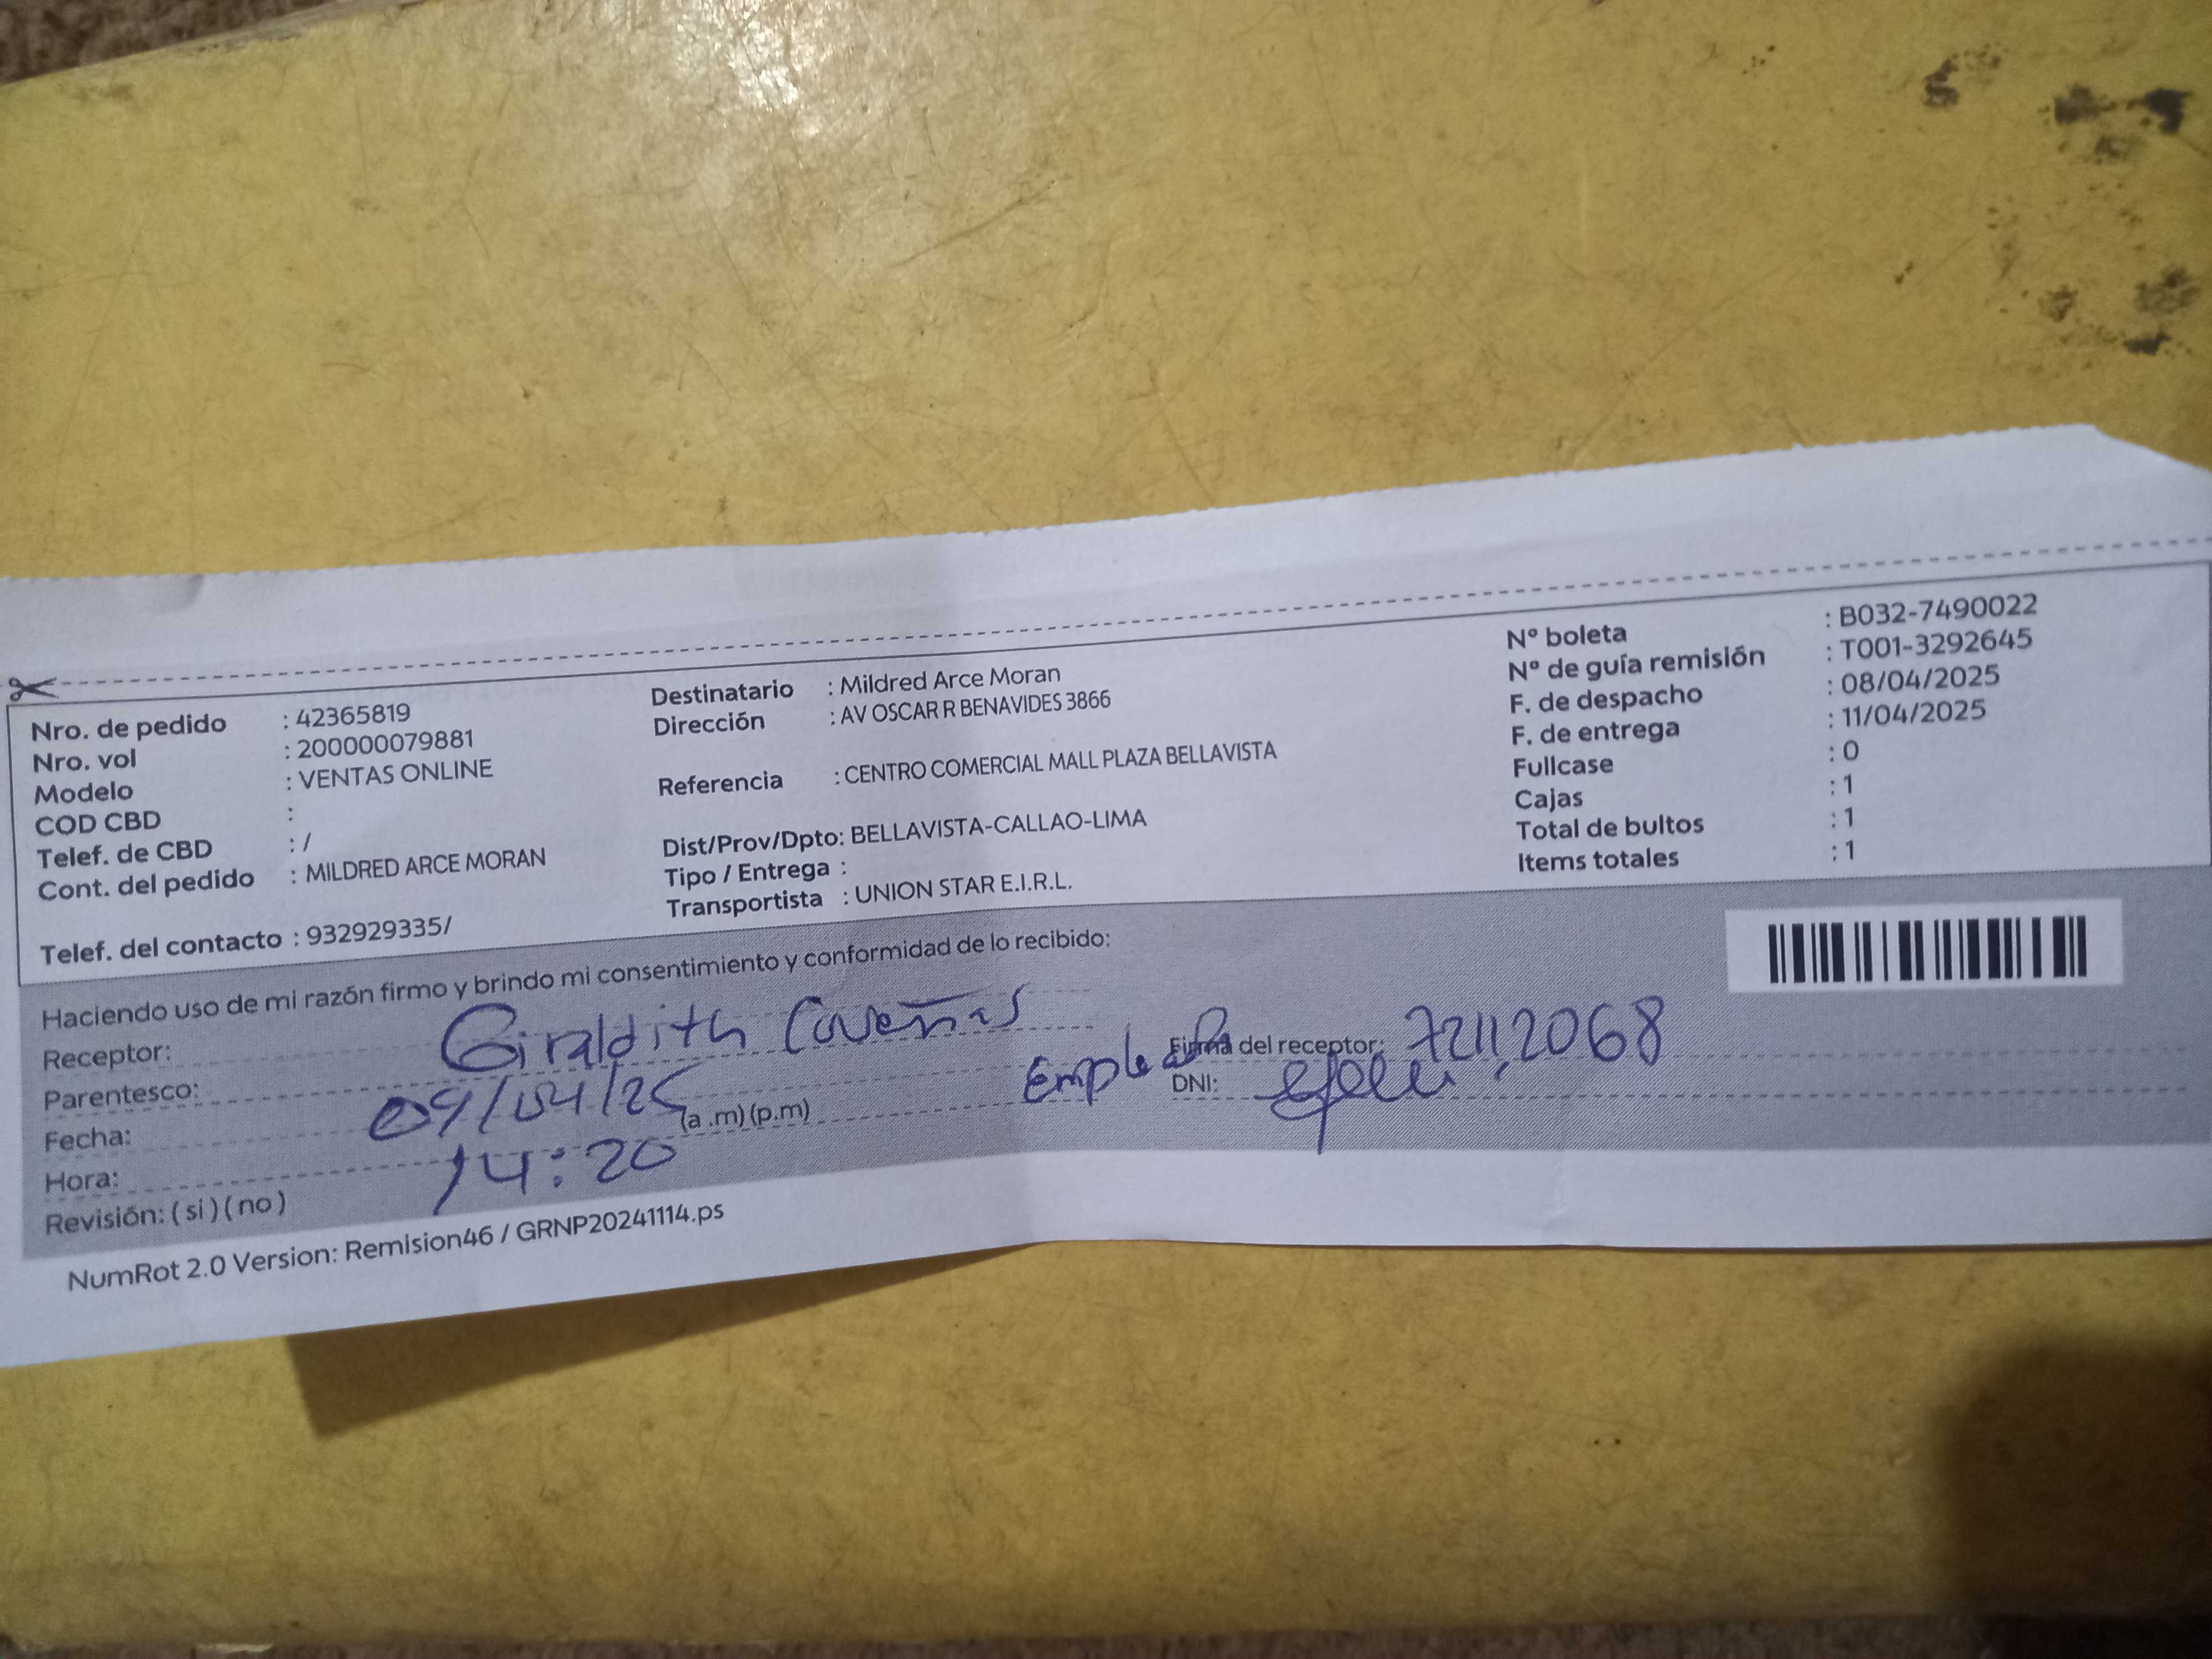 Nro. de pedido : 42365819
Nro. vol : 200000079881
Modelo : VENTAS ONLINE
COD CBD :
Telef. de CBD : /
Cont. del pedido : MILDRED ARCE MORAN
Telef. del contacto : 932929335/
Destinatario : Mildred Arce Moran
Dirección : AV OSCAR R BENAVIDES 3866
Referencia : CENTRO COMERCIAL MALL PLAZA BELLAVISTA
Dist/Prov/Dpto: BELLAVISTA-CALLAO-LIMA
Tipo / Entrega :
Transportista : UNION STAR E.I.R.L.
Nº boleta : B032-7490022
Nº de guía remisión : T001-3292645
F. de despacho : 08/04/2025
F. de entrega : 11/04/2025
Fullcase : 0
Cajas : 1
Total de bultos : 1
Items totales : 1
Haciendo uso de mi razón firmo y brindo mi consentimiento y conformidad de lo recibido:
Receptor: Giraldith Coveñas
Parentesco:
Fecha: 09/04/25 (a .m) (p.m)
Hora: 14:20
Revisión: ( si ) ( no )
Firma del receptor: 72112068
DNI:
NumRot 2.0 Version: Remision46 / GRNP20241114.ps